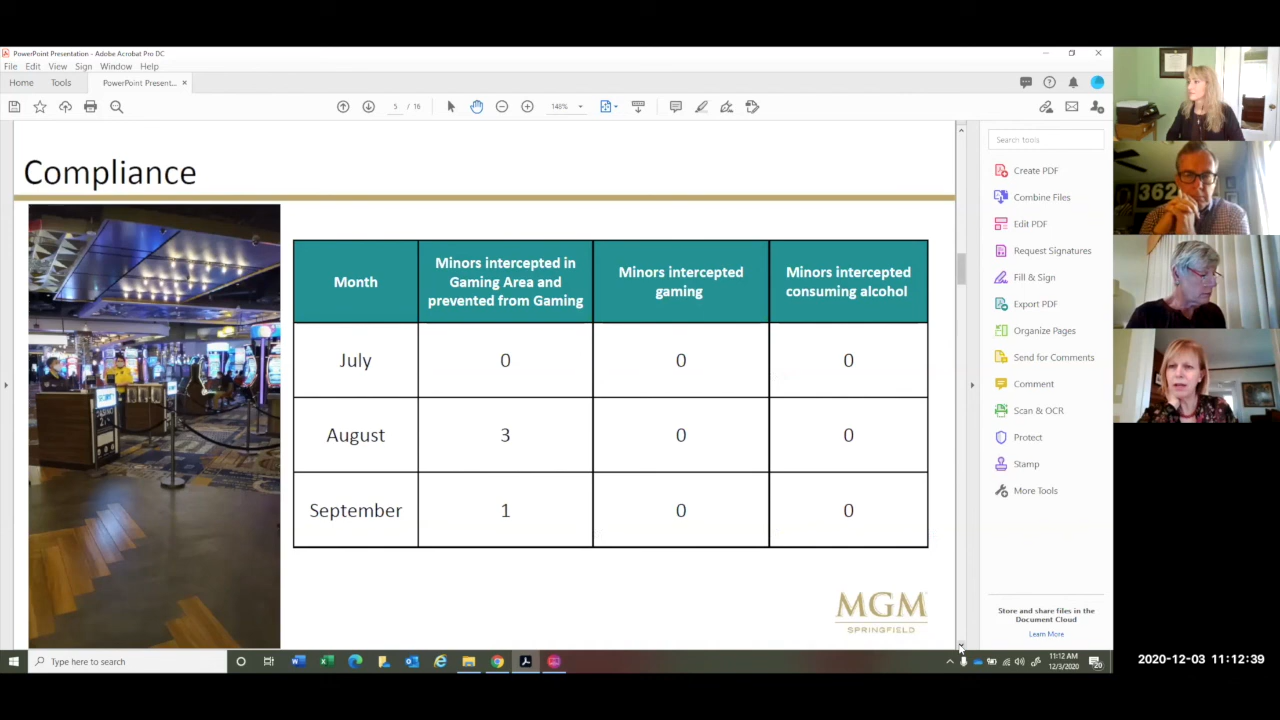 PowerPoint Presentation - Adobe Acrobat Pro DC
File Edit View Sign Window Help
Home Tools PowerPoint Present... ×
5 / 16 148%
Compliance
Month
Minors intercepted in
Gaming Area and
prevented from Gaming
Minors intercepted
gaming
Minors intercepted
consuming alcohol
July 0 0 0
August 3 0 0
September 1 0 0
MGM
SPRINGFIELD
Search tools
Create PDF
Combine Files
Edit PDF
Request Signatures
Fill & Sign
Export PDF
Organize Pages
Send for Comments
Comment
Scan & OCR
Protect
Stamp
More Tools
Store and share files in the
Document Cloud
Learn More
362
Type here to search
11:12 AM
12/3/2020
20
2020-12-03 11:12:39